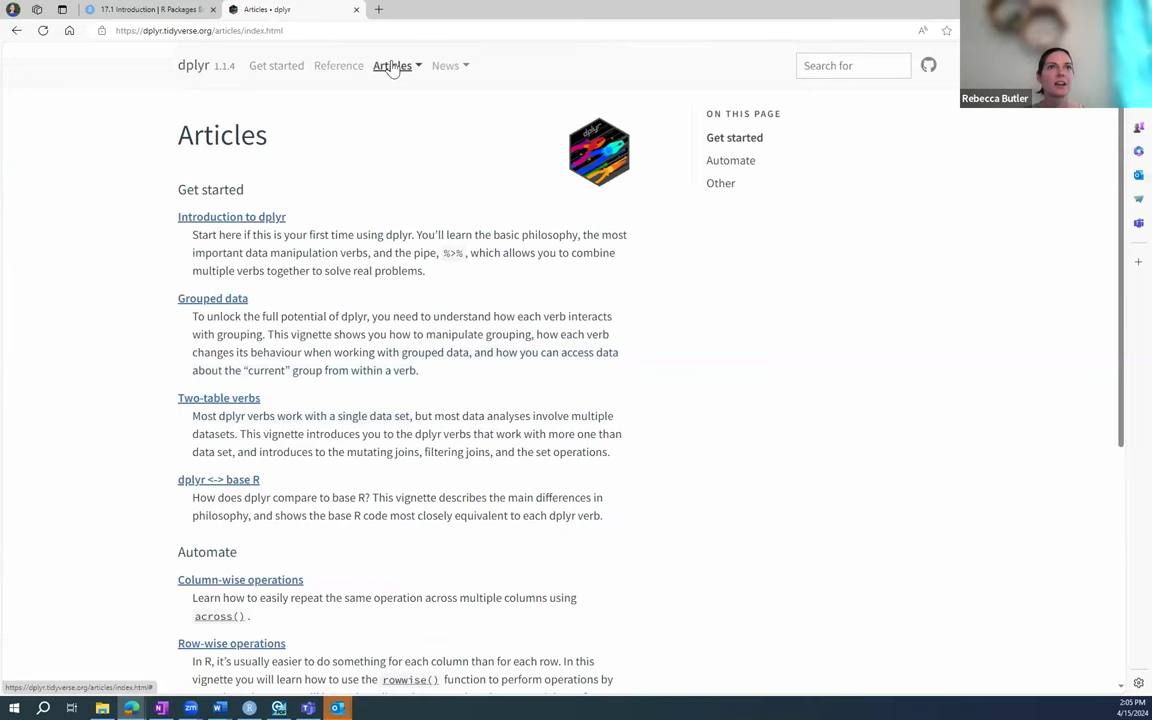 17.1 Introduction | R Packages
Articles • dplyr
https://dplyr.tidyverse.org/articles/index.html
dplyr 1.1.4 Get started Reference Articles News
Search for
Rebecca Butler
Articles
dplyr
Get started
Introduction to dplyr
Start here if this is your first time using dplyr. You'll learn the basic philosophy, the most
important data manipulation verbs, and the pipe, %>%, which allows you to combine
multiple verbs together to solve real problems.
Grouped data
To unlock the full potential of dplyr, you need to understand how each verb interacts
with grouping. This vignette shows you how to manipulate grouping, how each verb
changes its behaviour when working with grouped data, and how you can access data
about the “current” group from within a verb.
Two-table verbs
Most dplyr verbs work with a single data set, but most data analyses involve multiple
datasets. This vignette introduces you to the dplyr verbs that work with more one than
data set, and introduces to the mutating joins, filtering joins, and the set operations.
dplyr <-> base R
How does dplyr compare to base R? This vignette describes the main differences in
philosophy, and shows the base R code most closely equivalent to each dplyr verb.
Automate
Column-wise operations
Learn how to easily repeat the same operation across multiple columns using
across().
Row-wise operations
In R, it's usually easier to do something for each column than for each row. In this
vignette you will learn how to use the rowwise() function to perform operations by
ON THIS PAGE
Get started
Automate
Other
https://dplyr.tidyverse.org/articles/index.html#
2:05 PM
4/15/2024